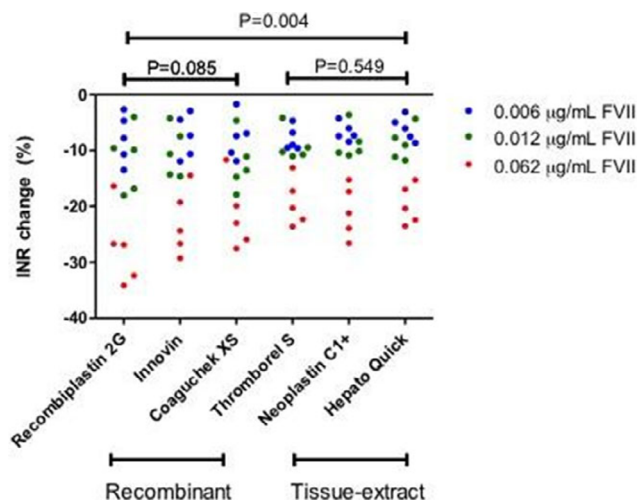 P=0.004
P=0.085
P=0.549
0
-10
-20
-30
-40
INR change (%)
0.006 µg/mL FVII
0.012 µg/mL FVII
0.062 µg/mL FVII
Recombiplastin 2G
Innovin
Coaguchek XS
Thromborel S
Neoplastin C1+
Hepato Quick
Recombinant
Tissue-extract